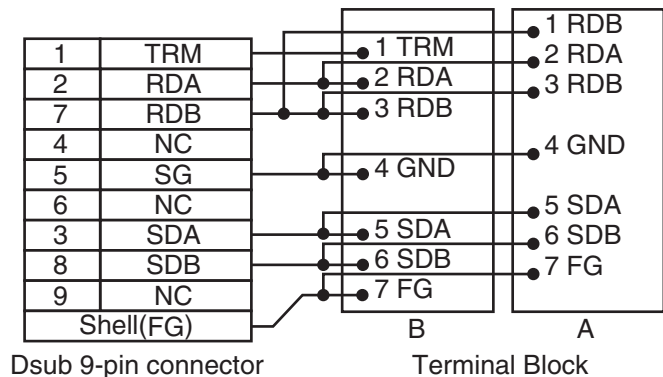 1 TRM
2 RDA
7 RDB
4 NC
5 SG
6 NC
3 SDA
8 SDB
9 NC
Shell(FG)
Dsub 9-pin connector
1 TRM
2 RDA
3 RDB
4 GND
5 SDA
6 SDB
7 FG
B
1 RDB
2 RDA
3 RDB
4 GND
5 SDA
6 SDB
7 FG
A
Terminal Block